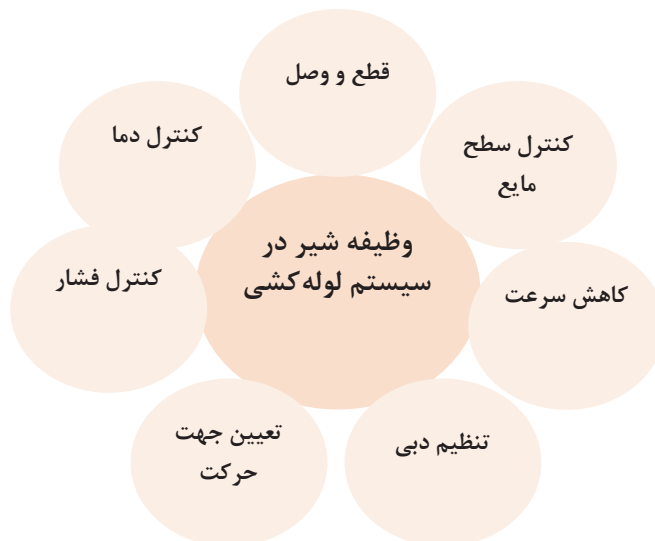 قطع و وصل
کنترل سطح
مایع
کنترل دما
وظیفه شیر در
سیستم لوله‌کشی
کاهش سرعت
کنترل فشار
تنظیم دبی
تعیین جهت
حرکت